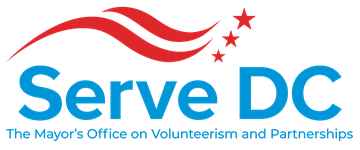 Serve DC
The Mayor's Office on Volunteerism and Partnerships